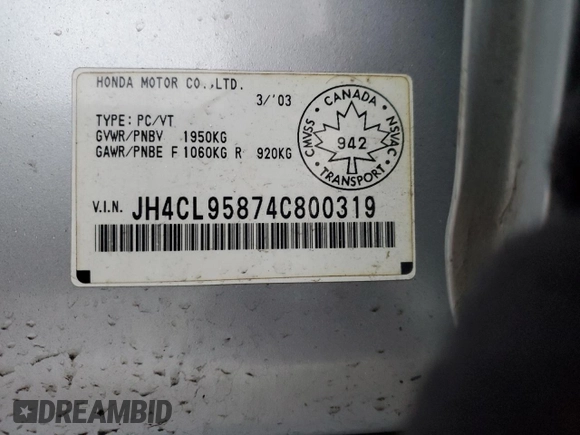 HONDA MOTOR CO.,LTD.
3/'03
TYPE: PC/VT
GVWR/PNBV 1950KG
GAWR/PNBE F 1060KG R 920KG
CANADA
CMVSS
942
NSVAC
TRANSPORT
V.I.N. JH4CL95874C800319
DREAMBID